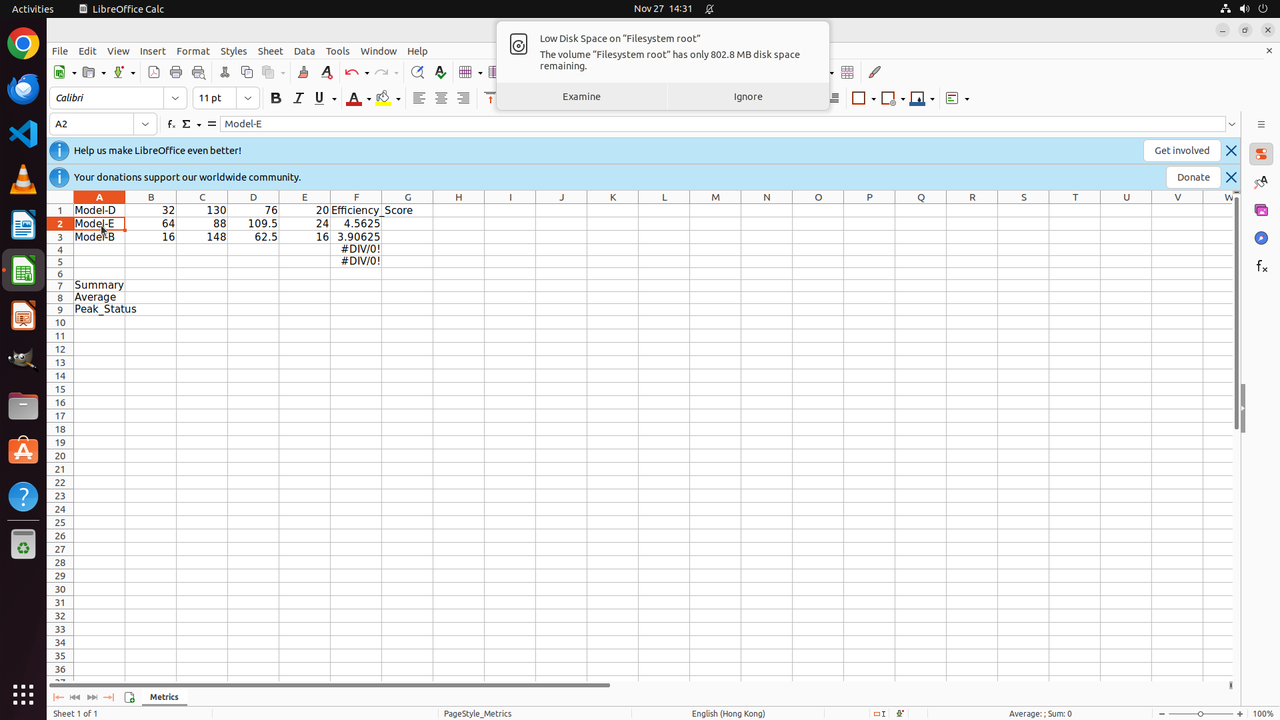 Activities LibreOffice Calc Nov 27 14:31
Low Disk Space on “Filesystem root”
The volume “Filesystem root” has only 802.8 MB disk space
remaining.
Examine Ignore
File Edit View Insert Format Styles Sheet Data Tools Window Help
Calibri 11 pt
A2 Model-E
Help us make LibreOffice even better! Get involved
Your donations support our worldwide community. Donate
A B C D E F G H I J K L M N O P Q R S T U V W
1 Model-D 32 130 76 20 Efficiency_Score
2 Model-E 64 88 109.5 24 4.5625
3 Model-B 16 148 62.5 16 3.90625
4 #DIV/0!
5 #DIV/0!
6
7 Summary
8 Average
9 Peak_Status
10
11
12
13
14
15
16
17
18
19
20
21
22
23
24
25
26
27
28
29
30
31
32
33
34
35
36
Metrics
Sheet 1 of 1 PageStyle_Metrics English (Hong Kong) Average: ; Sum: 0 100%